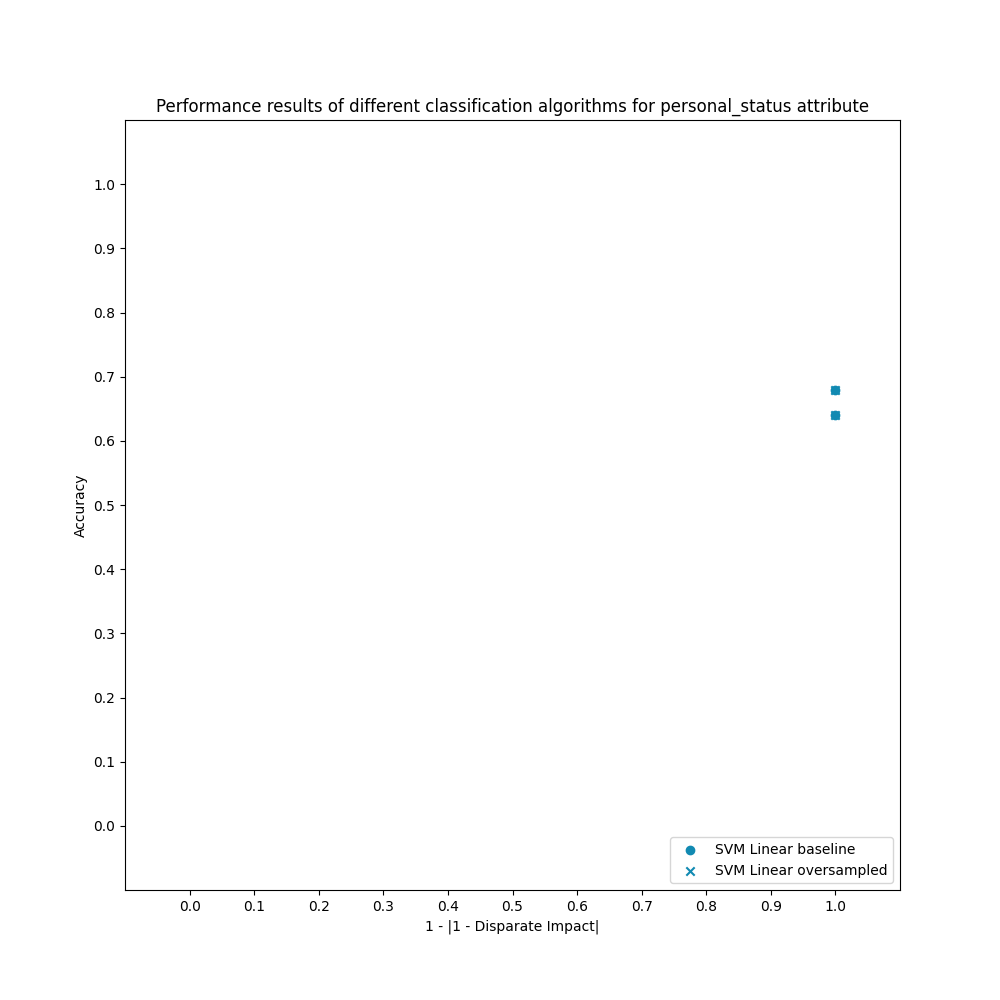 Performance results of different classification algorithms for personal_status attribute
1.0
0.9
0.8
0.7
0.6
0.5
0.4
0.3
0.2
0.1
0.0
Accuracy
SVM Linear baseline
SVM Linear oversampled
0.0 0.1 0.2 0.3 0.4 0.5 0.6 0.7 0.8 0.9 1.0
1 - |1 - Disparate Impact|